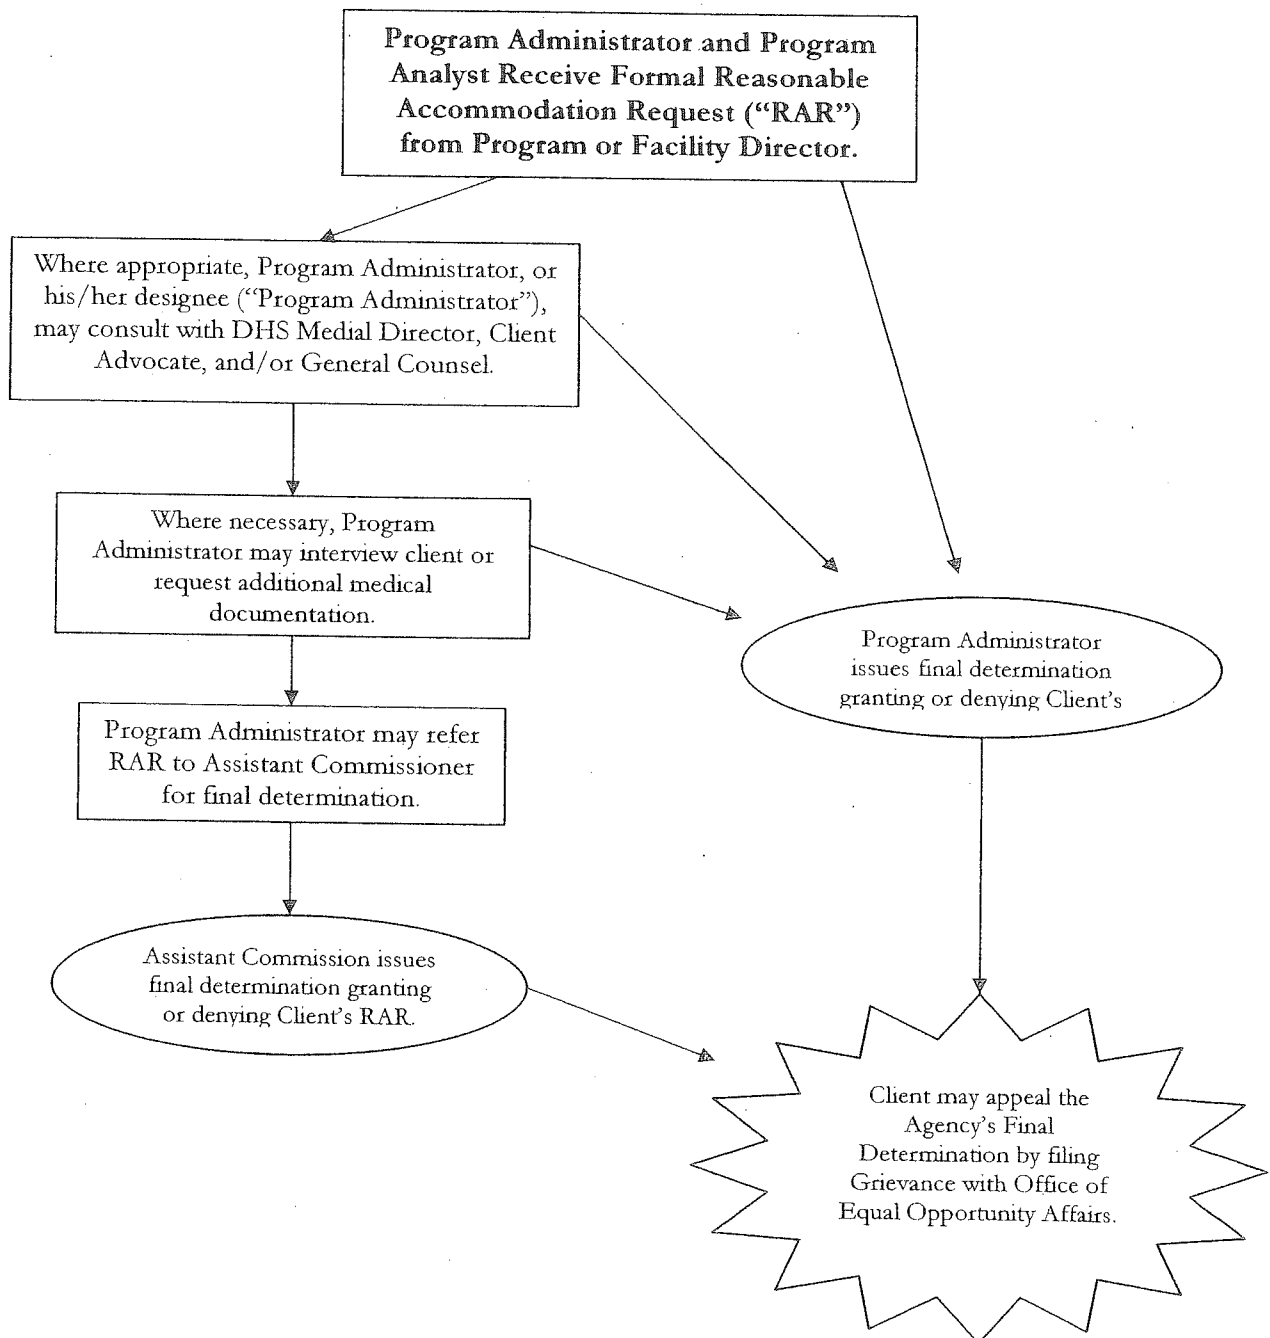 Program Administrator and Program
Analyst Receive Formal Reasonable
Accommodation Request (“RAR”)
from Program or Facility Director.
Where appropriate, Program Administrator, or
his/her designee (“Program Administrator”),
may consult with DHS Medial Director, Client
Advocate, and/or General Counsel.
Where necessary, Program
Administrator may interview client or
request additional medical
documentation.
Program Administrator
issues final determination
granting or denying Client’s
Program Administrator may refer
RAR to Assistant Commissioner
for final determination.
Assistant Commission issues
final determination granting
or denying Client’s RAR.
Client may appeal the
Agency’s Final
Determination by filing
Grievance with Office of
Equal Opportunity Affairs.